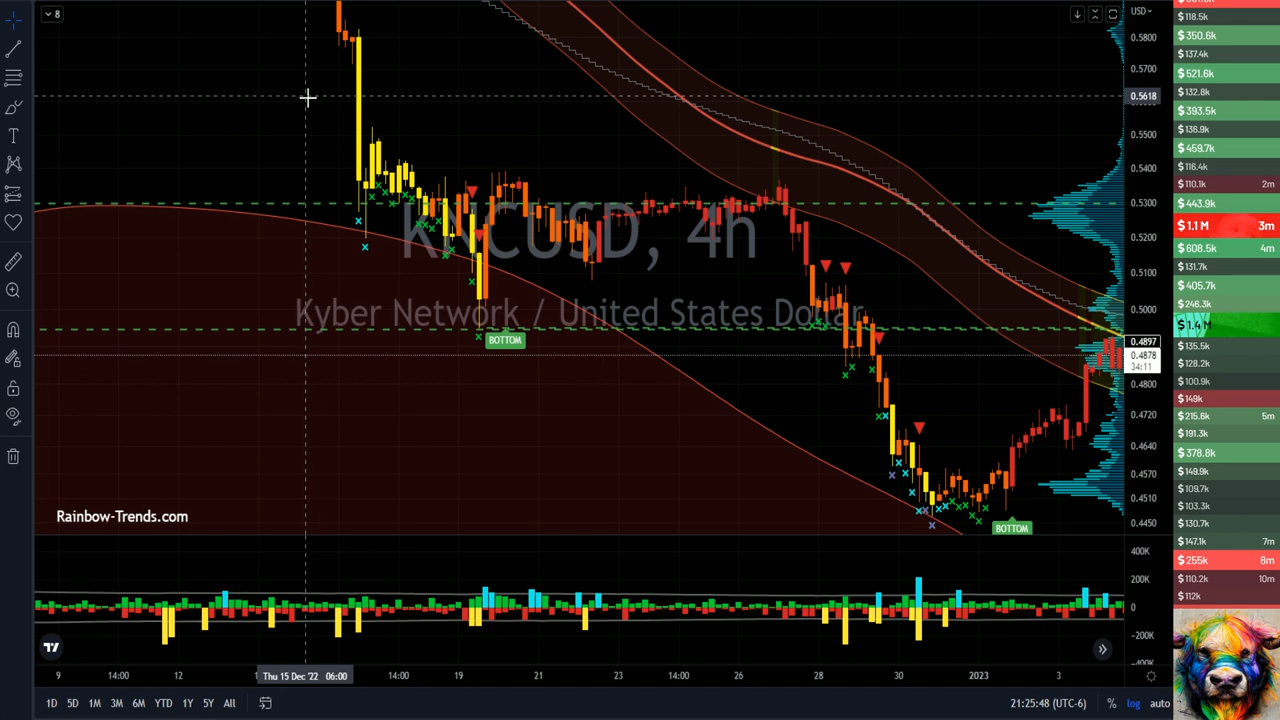 8
USD
0.5800
0.5700
0.5618
0.5500
0.5400
0.5300
0.5200
0.5100
0.5000
0.4897
0.4878
34:11
0.4800
0.4720
0.4640
0.4570
0.4510
0.4450
NCUSD, 4h
Kyber Network / United States Dollar
BOTTOM
BOTTOM
Rainbow-Trends.com
400K
200K
0
-200K
9
14:00
12
Thu 15 Dec '22 06:00
14:00
19
21
23
14:00
26
28
30
2023
3
1D 5D 1M 3M 6M YTD 1Y 5Y All
21:25:48 (UTC-6) % log auto
$118.5k
$350.6k
$137.4k
$521.6k
$132.8k
$393.5k
$136.9k
$459.7k
$116.4k
$110.1k 2m
$443.9k
$1.1 M 3m
$608.5k 4m
$131.7k
$405.7k
$246.3k
$1.4 M
$135.5k
$128.2k
$100.9k
$149k
$215.6k 5m
$191.3k
$378.8k
$149.9k
$109.7k
$103.3k
$130.7k
$147.1k 7m
$255k 8m
$110.2k 10m
$112k